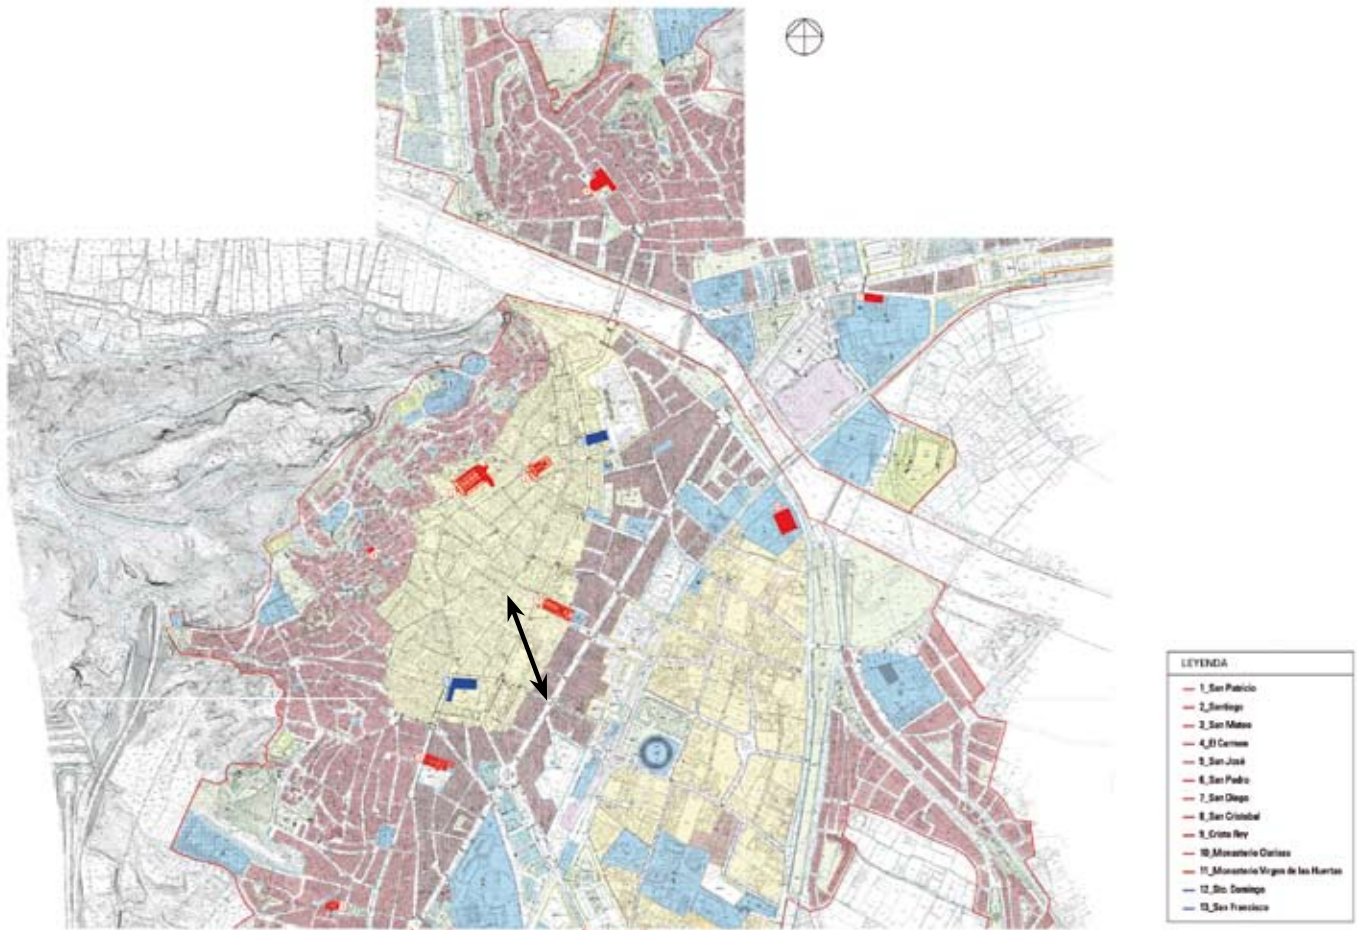 LEYENDA
1_San Patricio
2_Santiago
3_San Mateo
4_El Carmen
5_San José
6_San Pedro
7_San Diego
8_San Cristobal
9_Cristo Rey
10_Monasterio Clarisas
11_Monasterio Virgen de las Huertas
12_Sto. Domingo
13_San Francisco